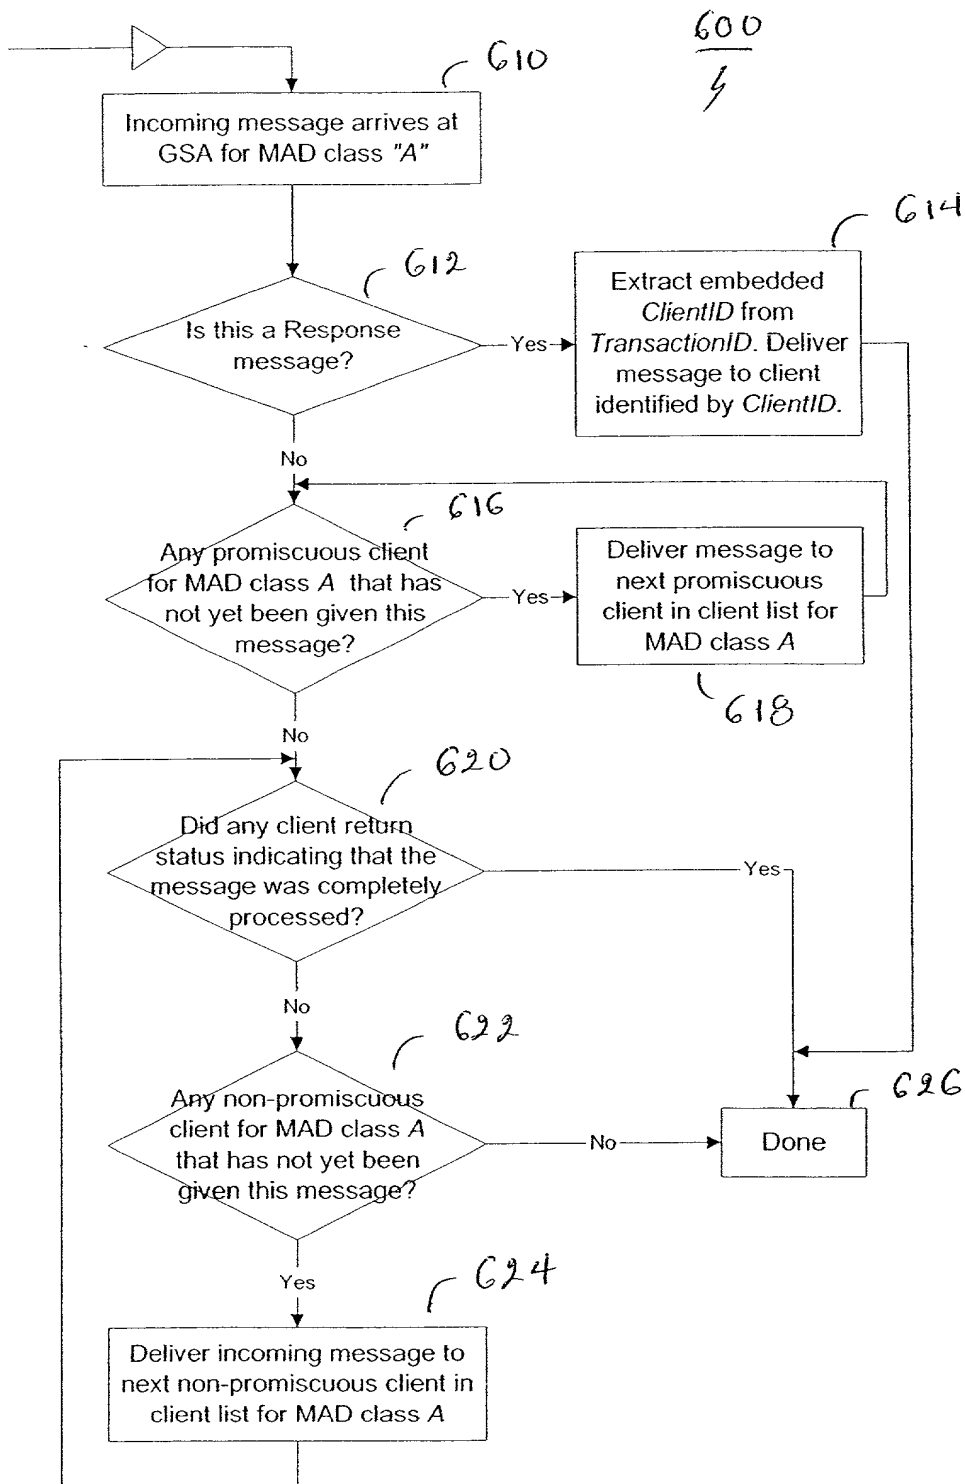 600
610
Incoming message arrives at
GSA for MAD class "A"
612
Is this a Response
message?
Yes
614
Extract embedded
ClientID from
TransactionID. Deliver
message to client
identified by ClientID.
No
616
Any promiscuous client
for MAD class A that has
not yet been given this
message?
Yes
Deliver message to
next promiscuous
client in client list for
MAD class A
618
No
620
Did any client return
status indicating that the
message was completely
processed?
Yes
No
622
Any non-promiscuous
client for MAD class A
that has not yet been
given this message?
No
626
Done
Yes
624
Deliver incoming message to
next non-promiscuous client in
client list for MAD class A